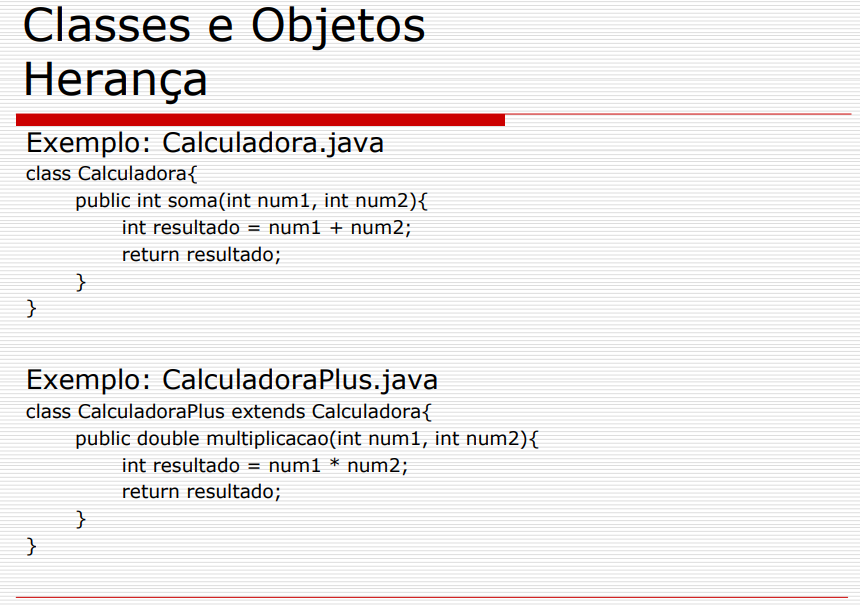 Classes e Objetos
Herança
Exemplo: Calculadora.java
class Calculadora{
public int soma(int num1, int num2){
int resultado = num1 + num2;
return resultado;
}
}
Exemplo: CalculadoraPlus.java
class CalculadoraPlus extends Calculadora{
public double multiplicacao(int num1, int num2){
int resultado = num1 * num2;
return resultado;
}
}